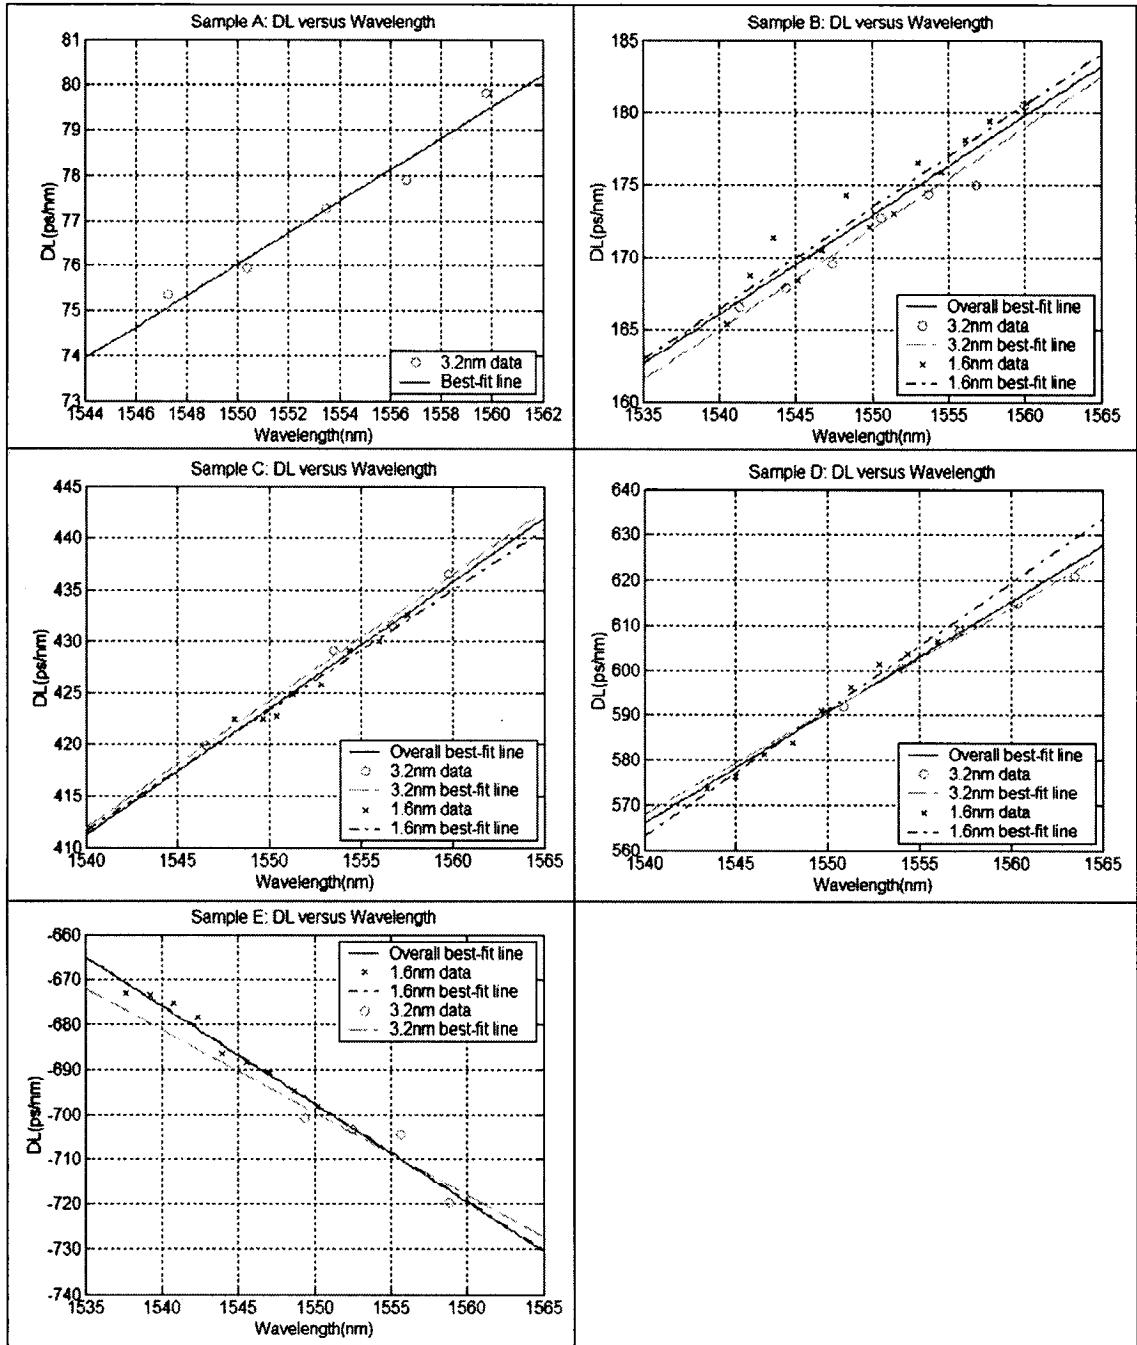 Sample A: DL versus Wavelength
81
80
79
78
77
76
75
74
73
DL(ps/nm)
3.2nm data
Best-fit line
1544 1546 1548 1550 1552 1554 1556 1558 1560 1562
Wavelength(nm)
Sample B: DL versus Wavelength
185
180
175
170
165
160
DL(ps/nm)
Overall best-fit line
3.2nm data
3.2nm best-fit line
1.6nm data
1.6nm best-fit line
1535 1540 1545 1550 1555 1560 1565
Wavelength(nm)
Sample C: DL versus Wavelength
445
440
435
430
425
420
415
410
DL(ps/nm)
Overall best-fit line
3.2nm data
3.2nm best-fit line
1.6nm data
1.6nm best-fit line
1540 1545 1550 1555 1560 1565
Wavelength(nm)
Sample D: DL versus Wavelength
640
630
620
610
600
590
580
570
560
DL(ps/nm)
Overall best-fit line
3.2nm data
3.2nm best-fit line
1.6nm data
1.6nm best-fit line
1540 1545 1550 1555 1560 1565
Wavelength(nm)
Sample E: DL versus Wavelength
-660
-670
-680
-690
-700
-710
-720
-730
-740
DL(ps/nm)
Overall best-fit line
1.6nm data
1.6nm best-fit line
3.2nm data
3.2nm best-fit line
1535 1540 1545 1550 1555 1560 1565
Wavelength(nm)